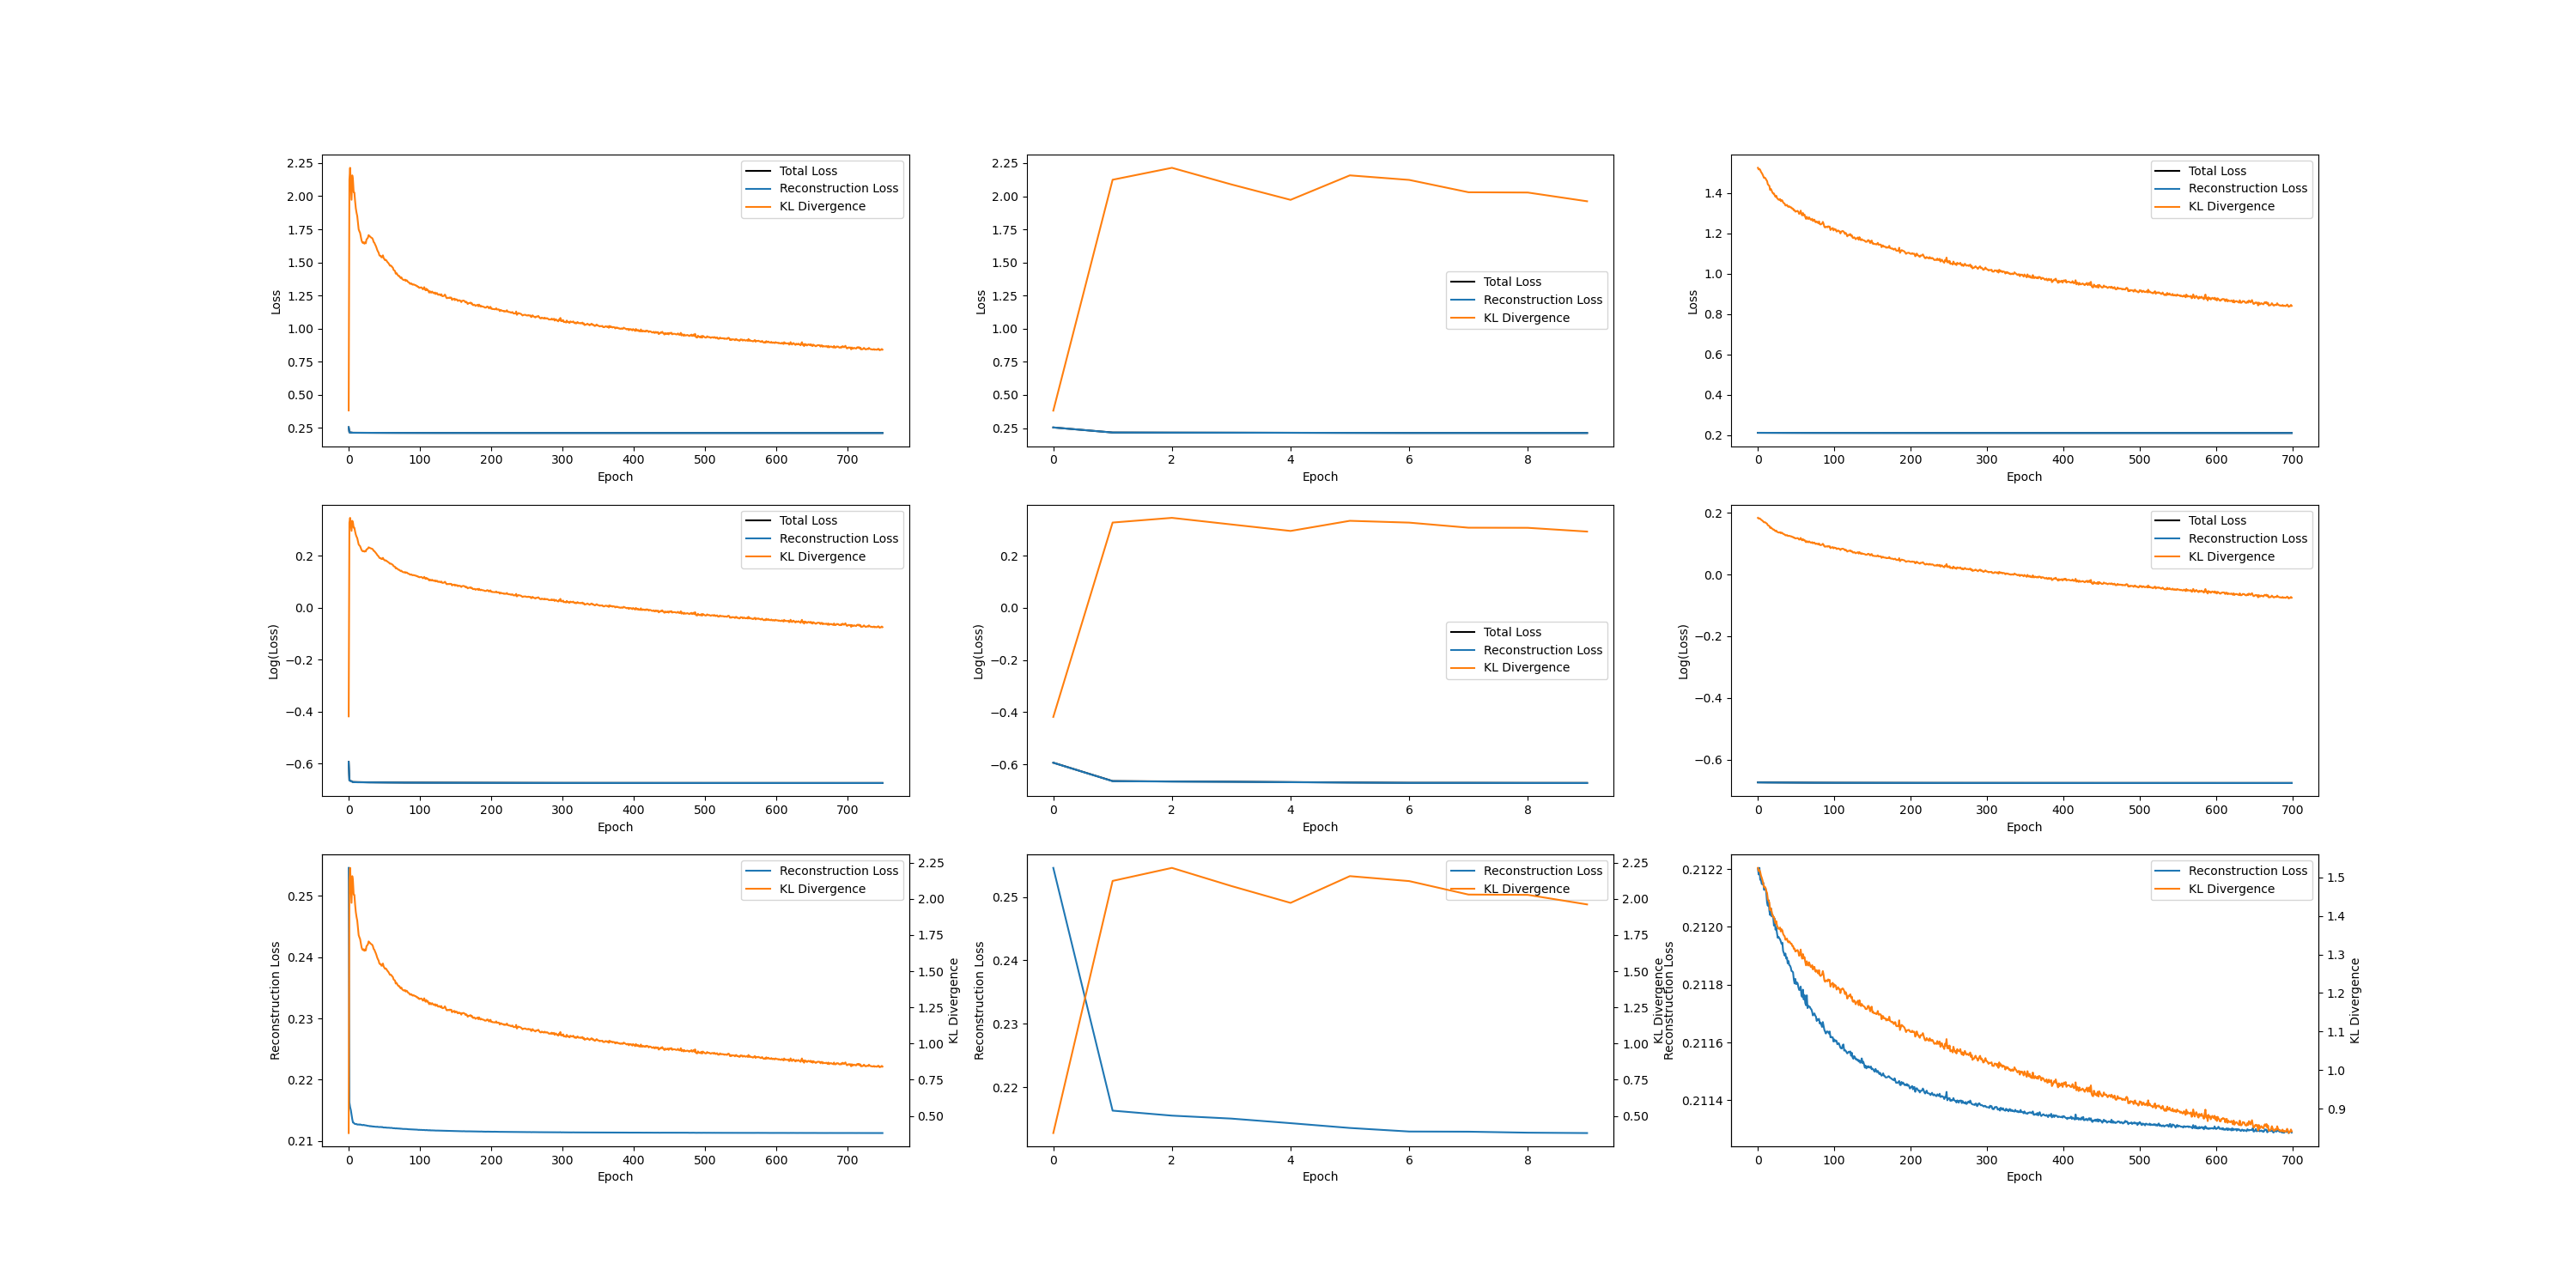 2.25
2.00
1.75
1.50
1.25
1.00
0.75
0.50
0.25
Loss
0 100 200 300 400 500 600 700
Epoch
Total Loss
Reconstruction Loss
KL Divergence
2.25
2.00
1.75
1.50
1.25
1.00
0.75
0.50
0.25
Loss
0 2 4 6 8
Epoch
Total Loss
Reconstruction Loss
KL Divergence
1.4
1.2
1.0
0.8
0.6
0.4
0.2
Loss
0 100 200 300 400 500 600 700
Epoch
Total Loss
Reconstruction Loss
KL Divergence
0.2
0.0
−0.2
−0.4
−0.6
Log(Loss)
0 100 200 300 400 500 600 700
Epoch
Total Loss
Reconstruction Loss
KL Divergence
0.2
0.0
−0.2
−0.4
−0.6
Log(Loss)
0 2 4 6 8
Epoch
Total Loss
Reconstruction Loss
KL Divergence
0.2
0.0
−0.2
−0.4
−0.6
Log(Loss)
0 100 200 300 400 500 600 700
Epoch
Total Loss
Reconstruction Loss
KL Divergence
0.25
0.24
0.23
0.22
0.21
Reconstruction Loss
0 100 200 300 400 500 600 700
Epoch
Reconstruction Loss
KL Divergence
2.25
2.00
1.75
1.50
1.25
1.00
0.75
0.50
KL Divergence
0.25
0.24
0.23
0.22
Reconstruction Loss
0 2 4 6 8
Epoch
Reconstruction Loss
KL Divergence
2.25
2.00
1.75
1.50
1.25
1.00
0.75
0.50
KL Divergence
0.2122
0.2120
0.2118
0.2116
0.2114
Reconstruction Loss
0 100 200 300 400 500 600 700
Epoch
Reconstruction Loss
KL Divergence
1.5
1.4
1.3
1.2
1.1
1.0
0.9
KL Divergence